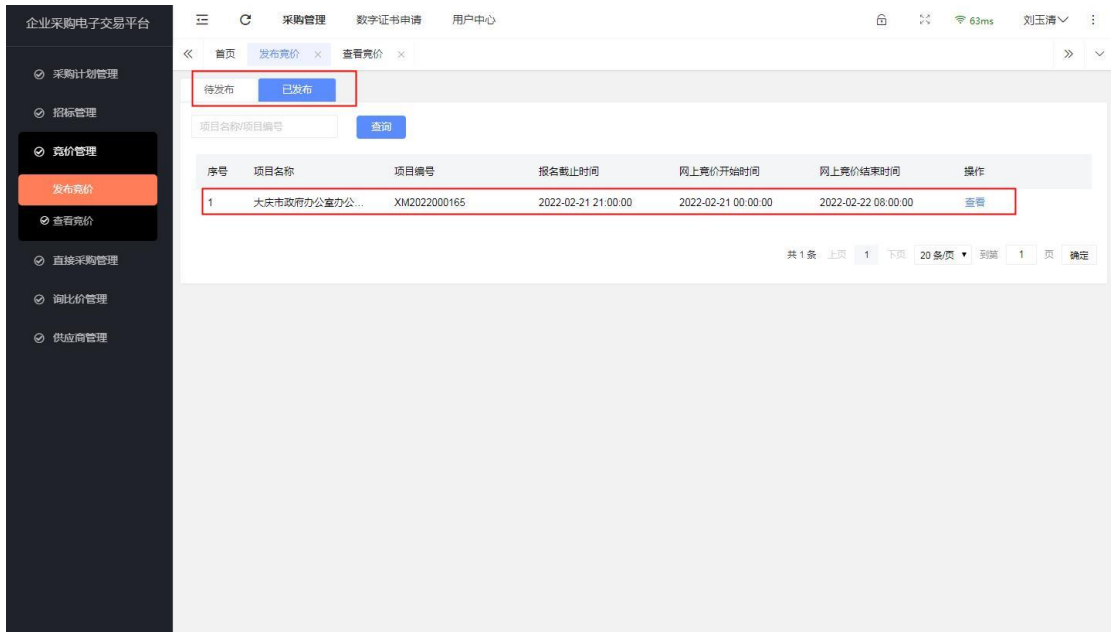 企业采购电子交易平台
采购管理 数字证书申请 用户中心 63ms 刘玉清
首页 发布竞价 × 查看竞价 ×
采购计划管理
招标管理
竞价管理
发布竞价
查看竞价
直接采购管理
询比价管理
供应商管理
待发布 已发布
项目名称/项目编号 查询
序号 项目名称 项目编号 报名截止时间 网上竞价开始时间 网上竞价结束时间 操作
1 大庆市政府办公室办公... XM2022000165 2022-02-21 21:00:00 2022-02-21 00:00:00 2022-02-22 08:00:00 查看
共 1 条 上页 1 下页 20 条/页 到第 1 页 确定